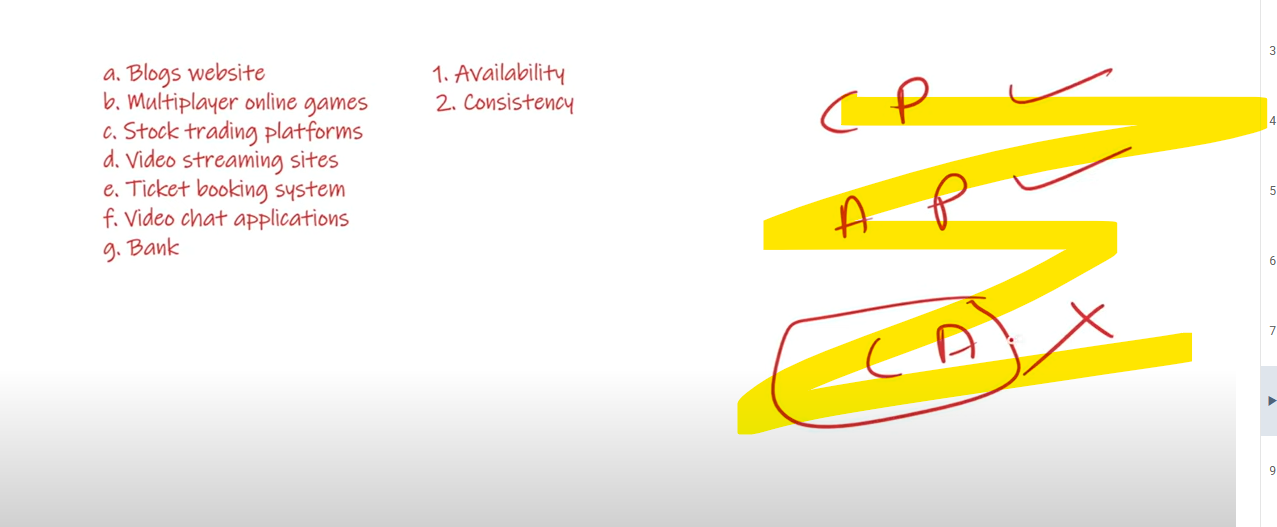 a. Blogs website
b. Multiplayer online games
c. Stock trading platforms
d. Video streaming sites
e. Ticket booking system
f. Video chat applications
g. Bank
1. Availability
2. Consistency
C P
A P
C A
3
4
5
6
7
9